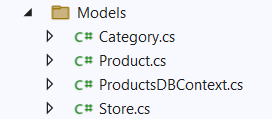 Models
C# Category.cs
C# Product.cs
C# ProductsDBContext.cs
C# Store.cs